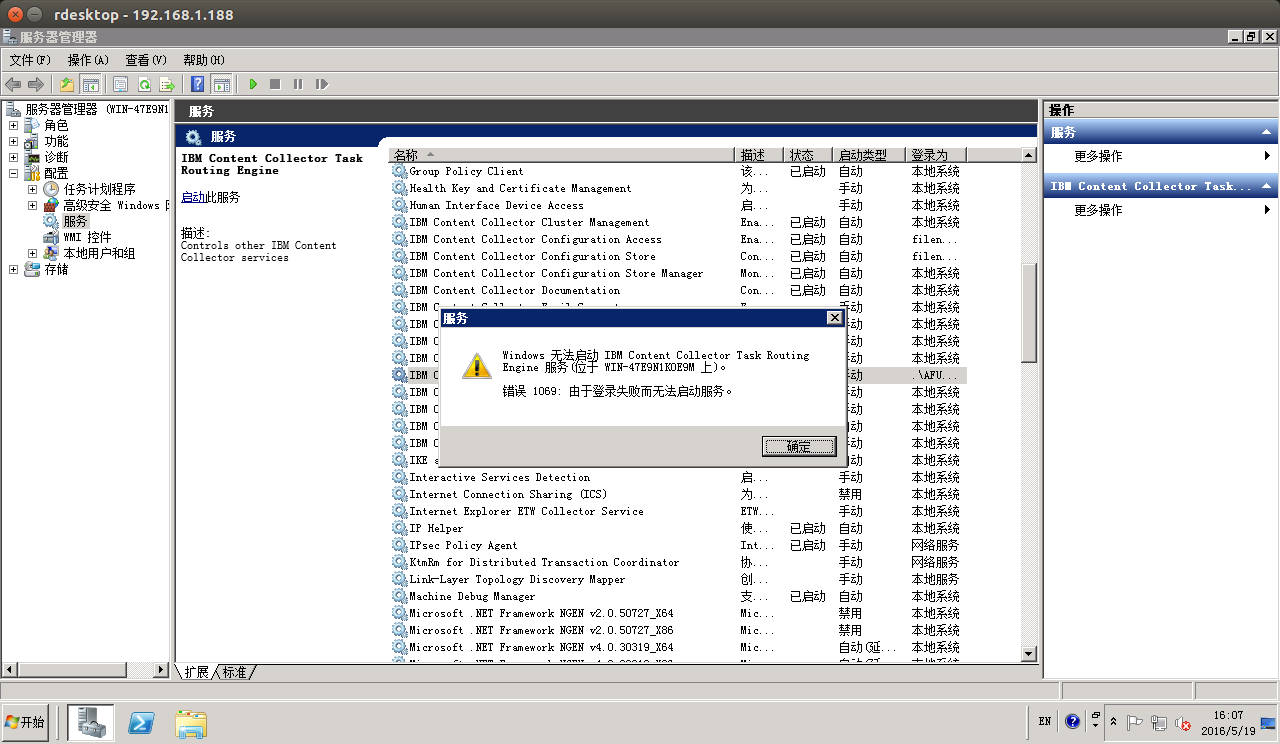 rdesktop - 192.168.1.188
服务器管理器
文件(F) 操作(A) 查看(V) 帮助(H)
服务器管理器 (WIN-47E9N1
角色
功能
诊断
配置
任务计划程序
高级安全 Windows
服务
WMI 控件
本地用户和组
存储
服务
服务
IBM Content Collector Task Routing Engine
启动此服务
描述:
Controls other IBM Content
Collector services
名称 描述 状态 启动类型 登录为
Group Policy Client 该... 已启动 自动 本地系统
Health Key and Certificate Management 为... 手动 本地系统
Human Interface Device Access 启... 手动 本地系统
IBM Content Collector Cluster Management Ena... 已启动 自动 本地系统
IBM Content Collector Configuration Access Ena... 已启动 自动 filen...
IBM Content Collector Configuration Store Con... 已启动 自动 filen...
IBM Content Collector Configuration Store Manager Mon... 已启动 自动 本地系统
IBM Content Collector Documentation Con... 已启动 自动 本地系统
IBM 手动 本地系统
IBM C 本地系统
IBM C 本地系统
IBM C 本地系统
IBM C .\AFU...
IBM C 本地系统
IBM C 本地系统
IBM C 本地系统
IBM C 本地系统
IKE 本地系统
Interactive Services Detection 启... 手动 本地系统
Internet Connection Sharing (ICS) 为... 禁用 本地系统
Internet Explorer ETW Collector Service ETW... 手动 本地系统
IP Helper 使... 已启动 自动 本地系统
IPsec Policy Agent Int... 已启动 手动 网络服务
KtmRm for Distributed Transaction Coordinator 协... 手动 网络服务
Link-Layer Topology Discovery Mapper 创... 手动 本地服务
Machine Debug Manager 支... 已启动 自动 本地系统
Microsoft .NET Framework NGEN v2.0.50727_X64 Mic... 禁用 本地系统
Microsoft .NET Framework NGEN v2.0.50727_X86 Mic... 禁用 本地系统
Microsoft .NET Framework NGEN v4.0.30319_X64 Mic... 自动(延... 本地系统
服务
Windows 无法启动 IBM Content Collector Task Routing
Engine 服务(位于 WIN-47E9N1KOE9M 上)。
错误 1069: 由于登录失败而无法启动服务。
确定
扩展 标准
操作
服务
更多操作
IBM Content Collector Task...
更多操作
开始
EN
16:07
2016/5/19